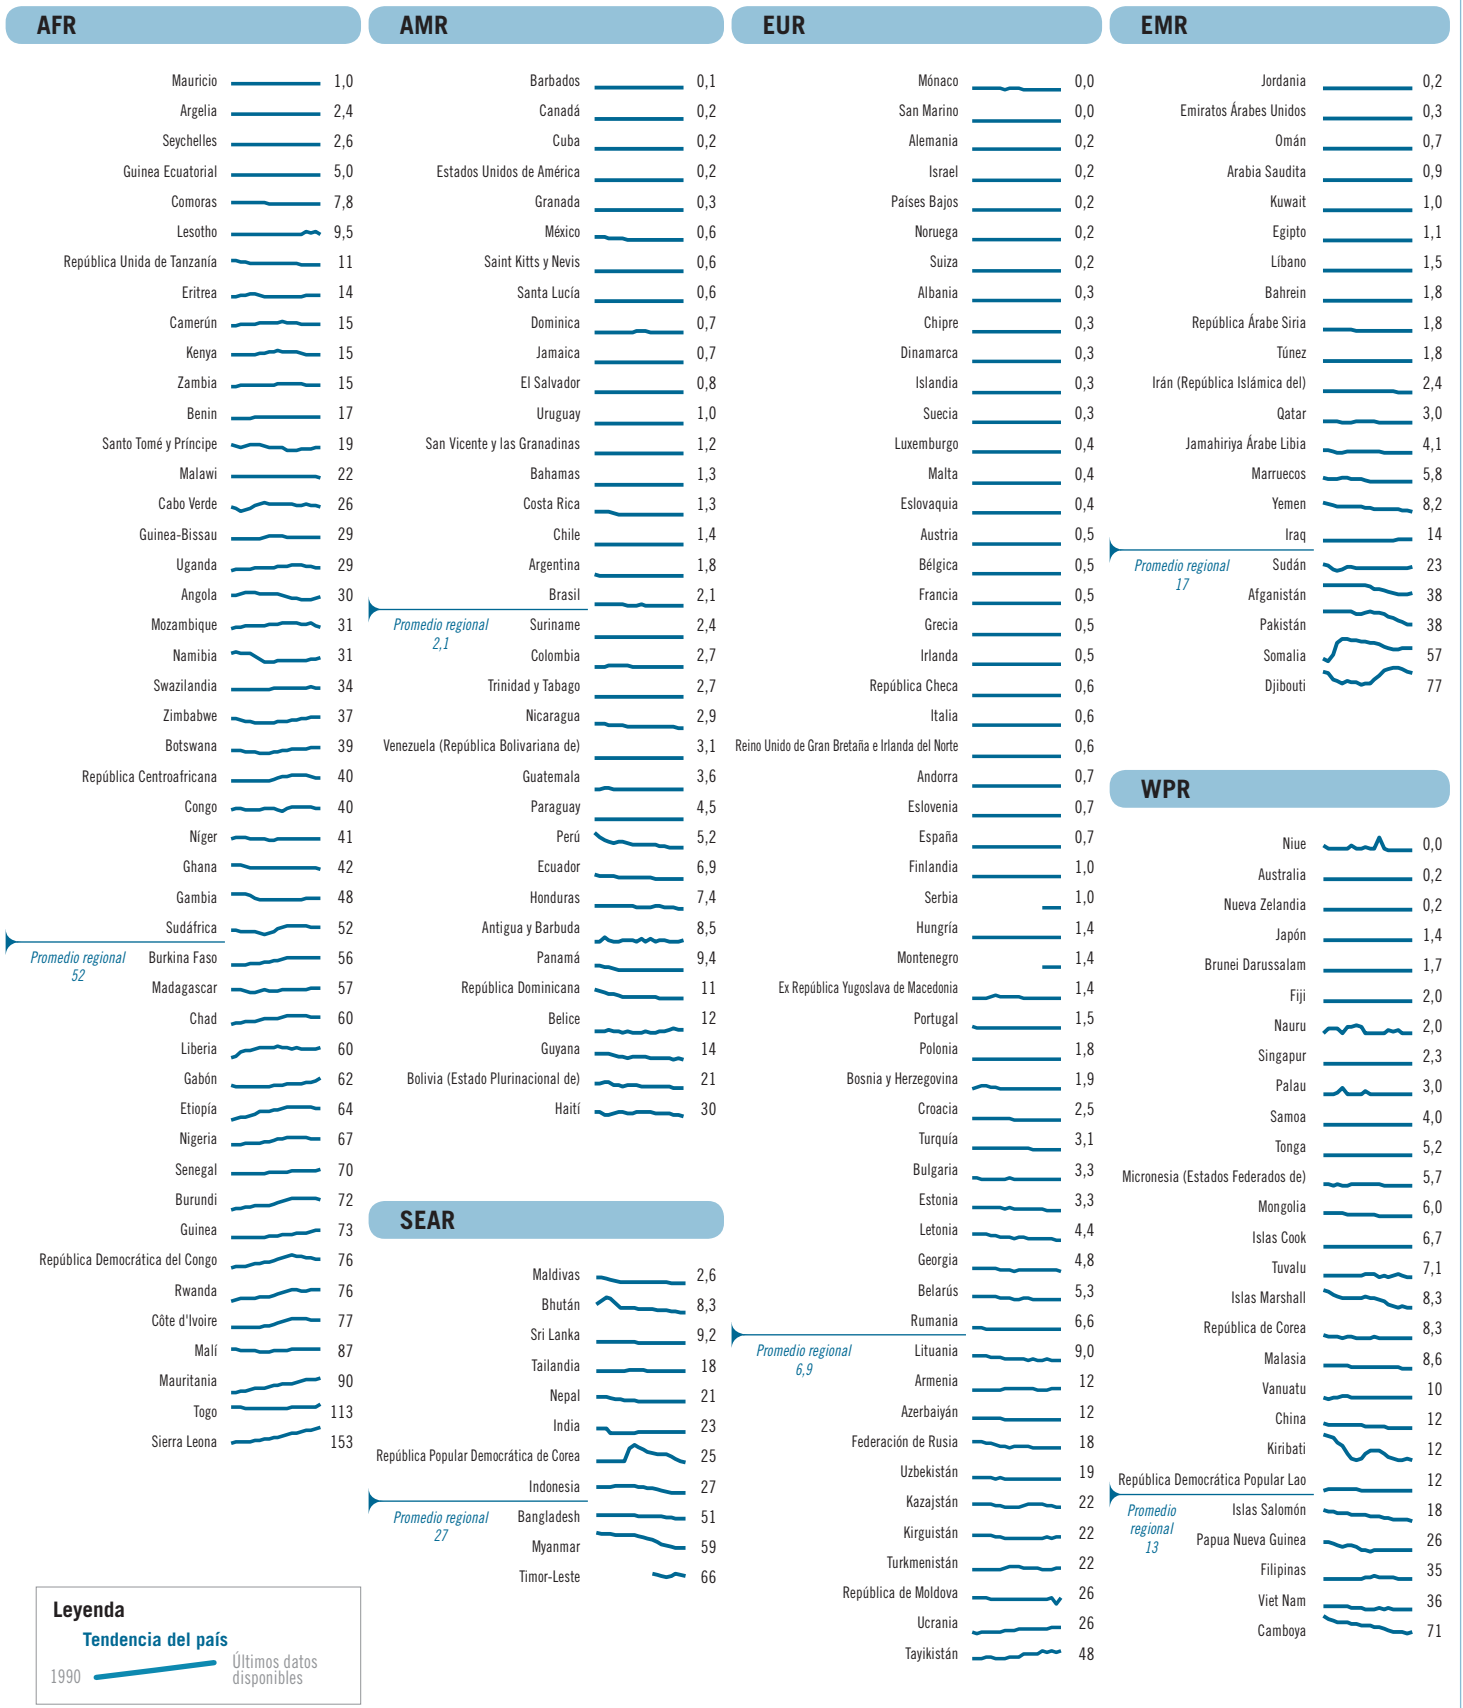 AFR
Mauricio 1,0
Argelia 2,4
Seychelles 2,6
Guinea Ecuatorial 5,0
Comoras 7,8
Lesotho 9,5
República Unida de Tanzanía 11
Eritrea 14
Camerún 15
Kenya 15
Zambia 15
Benin 17
Santo Tomé y Príncipe 19
Malawi 22
Cabo Verde 26
Guinea-Bissau 29
Uganda 29
Angola 30
Mozambique 31
Namibia 31
Swazilandia 34
Zimbabwe 37
Botswana 39
República Centroafricana 40
Congo 40
Níger 41
Ghana 42
Gambia 48
Sudáfrica 52
Promedio regional
52
Burkina Faso 56
Madagascar 57
Chad 60
Liberia 60
Gabón 62
Etiopía 64
Nigeria 67
Senegal 70
Burundi 72
Guinea 73
República Democrática del Congo 76
Rwanda 76
Côte d'Ivoire 77
Malí 87
Mauritania 90
Togo 113
Sierra Leona 153
Leyenda
Tendencia del país
1990
Últimos datos
disponibles
AMR
Barbados 0,1
Canadá 0,2
Cuba 0,2
Estados Unidos de América 0,2
Granada 0,3
México 0,6
Saint Kitts y Nevis 0,6
Santa Lucía 0,6
Dominica 0,7
Jamaica 0,7
El Salvador 0,8
Uruguay 1,0
San Vicente y las Granadinas 1,2
Bahamas 1,3
Costa Rica 1,3
Chile 1,4
Argentina 1,8
Brasil 2,1
Promedio regional
2,1
Suriname 2,4
Colombia 2,7
Trinidad y Tabago 2,7
Nicaragua 2,9
Venezuela (República Bolivariana de) 3,1
Guatemala 3,6
Paraguay 4,5
Perú 5,2
Ecuador 6,9
Honduras 7,4
Antigua y Barbuda 8,5
Panamá 9,4
República Dominicana 11
Belice 12
Guyana 14
Bolivia (Estado Plurinacional de) 21
Haití 30
SEAR
Maldivas 2,6
Bhután 8,3
Sri Lanka 9,2
Tailandia 18
Nepal 21
India 23
República Popular Democrática de Corea 25
Indonesia 27
Promedio regional
27
Bangladesh 51
Myanmar 59
Timor-Leste 66
EUR
Mónaco 0,0
San Marino 0,0
Alemania 0,2
Israel 0,2
Países Bajos 0,2
Noruega 0,2
Suiza 0,2
Albania 0,3
Chipre 0,3
Dinamarca 0,3
Islandia 0,3
Suecia 0,3
Luxemburgo 0,4
Malta 0,4
Eslovaquia 0,4
Austria 0,5
Bélgica 0,5
Francia 0,5
Grecia 0,5
Irlanda 0,5
República Checa 0,6
Italia 0,6
Reino Unido de Gran Bretaña e Irlanda del Norte 0,6
Andorra 0,7
Eslovenia 0,7
España 0,7
Finlandia 1,0
Serbia 1,0
Hungría 1,4
Montenegro 1,4
Ex República Yugoslava de Macedonia 1,4
Portugal 1,5
Polonia 1,8
Bosnia y Herzegovina 1,9
Croacia 2,5
Turquía 3,1
Bulgaria 3,3
Estonia 3,3
Letonia 4,4
Georgia 4,8
Belarús 5,3
Rumania 6,6
Promedio regional
6,9
Lituania 9,0
Armenia 12
Azerbaiyán 12
Federación de Rusia 18
Uzbekistán 19
Kazajstán 22
Kirguistán 22
Turkmenistán 22
República de Moldova 26
Ucrania 26
Tayikistán 48
EMR
Jordania 0,2
Emiratos Árabes Unidos 0,3
Omán 0,7
Arabia Saudita 0,9
Kuwait 1,0
Egipto 1,1
Líbano 1,5
Bahrein 1,8
República Árabe Siria 1,8
Túnez 1,8
Irán (República Islámica del) 2,4
Qatar 3,0
Jamahiriya Árabe Libia 4,1
Marruecos 5,8
Yemen 8,2
Iraq 14
Promedio regional
17
Sudán 23
Afganistán 38
Pakistán 38
Somalia 57
Djibouti 77
WPR
Niue 0,0
Australia 0,2
Nueva Zelandia 0,2
Japón 1,4
Brunei Darussalam 1,7
Fiji 2,0
Nauru 2,0
Singapur 2,3
Palau 3,0
Samoa 4,0
Tonga 5,2
Micronesia (Estados Federados de) 5,7
Mongolia 6,0
Islas Cook 6,7
Tuvalu 7,1
Islas Marshall 8,3
República de Corea 8,3
Malasia 8,6
Vanuatu 10
China 12
Kiribati 12
República Democrática Popular Lao 12
Promedio
regional
13
Islas Salomón 18
Papua Nueva Guinea 26
Filipinas 35
Viet Nam 36
Camboya 71